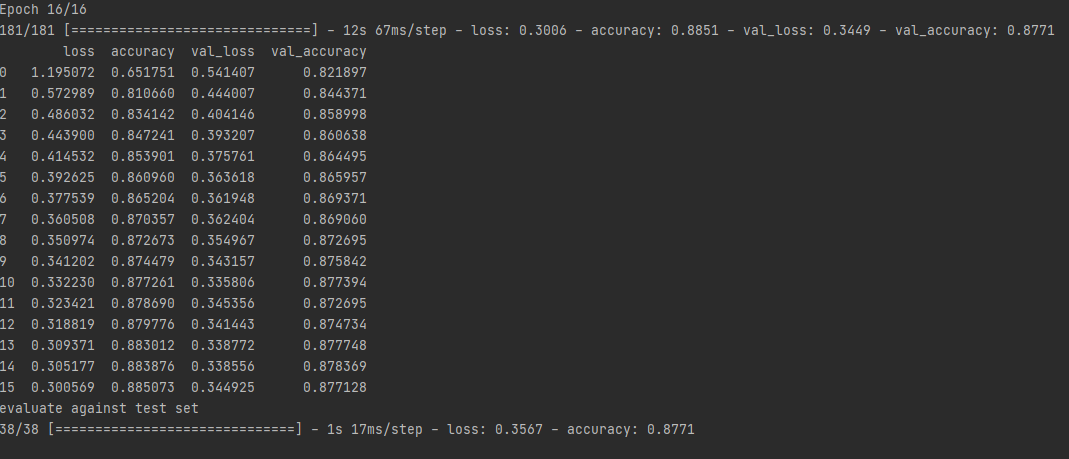 Epoch 16/16
181/181 [==============================] - 12s 67ms/step - loss: 0.3006 - accuracy: 0.8851 - val_loss: 0.3449 - val_accuracy: 0.8771
loss accuracy val_loss val_accuracy
0 1.195072 0.651751 0.541407 0.821897
1 0.572989 0.810660 0.444007 0.844371
2 0.486032 0.834142 0.404146 0.858998
3 0.443900 0.847241 0.393207 0.860638
4 0.414532 0.853901 0.375761 0.864495
5 0.392625 0.860960 0.363618 0.865957
6 0.377539 0.865204 0.361948 0.869371
7 0.360508 0.870357 0.362404 0.869060
8 0.350974 0.872673 0.354967 0.872695
9 0.341202 0.874479 0.343157 0.875842
10 0.332230 0.877261 0.335806 0.877394
11 0.323421 0.878690 0.345356 0.872695
12 0.318819 0.879776 0.341443 0.874734
13 0.309371 0.883012 0.338772 0.877748
14 0.305177 0.883876 0.338556 0.878369
15 0.300569 0.885073 0.344925 0.877128
evaluate against test set
38/38 [==============================] - 1s 17ms/step - loss: 0.3567 - accuracy: 0.8771